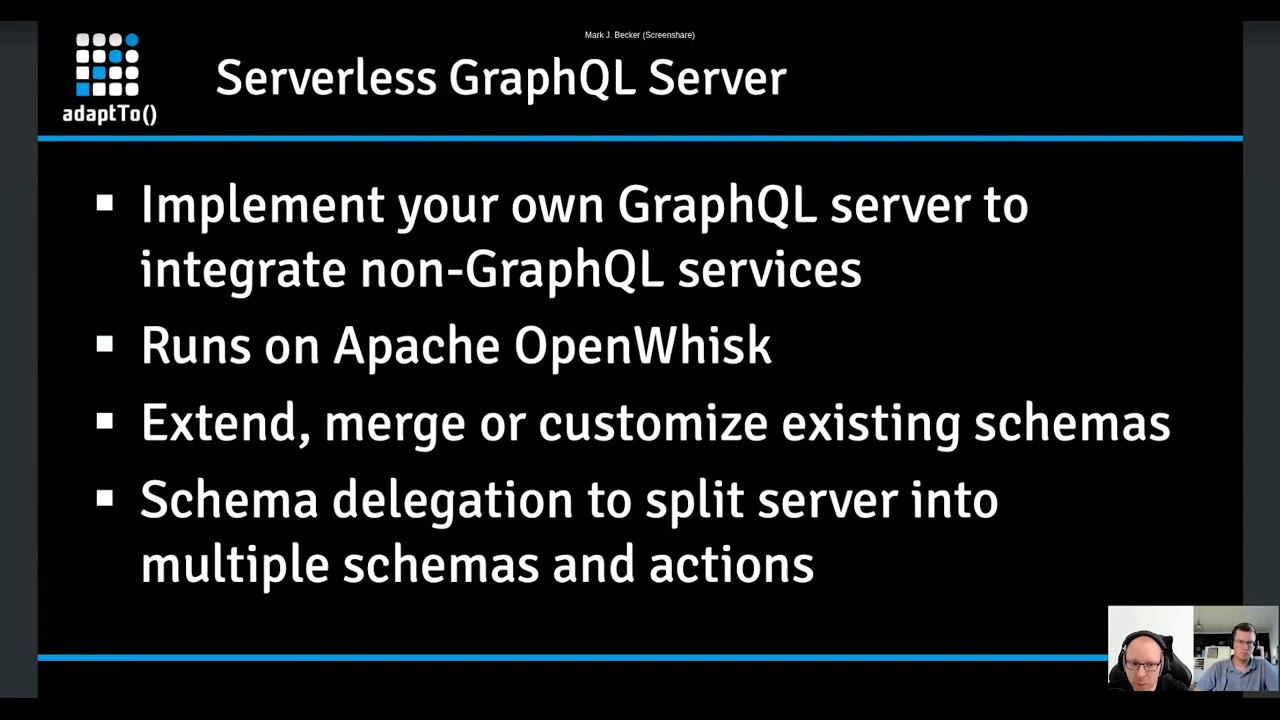 Mark J. Becker (Screenshare)
Serverless GraphQL Server
adaptTo()
▪ Implement your own GraphQL server to
integrate non-GraphQL services
▪ Runs on Apache OpenWhisk
▪ Extend, merge or customize existing schemas
▪ Schema delegation to split server into
multiple schemas and actions